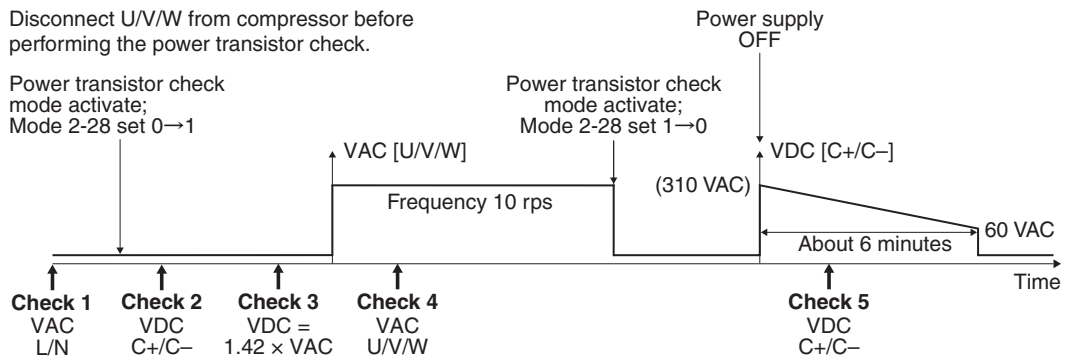 Disconnect U/V/W from compressor before
performing the power transistor check.
Power supply
OFF
Power transistor check
mode activate;
Mode 2-28 set 0→1
Power transistor check
mode activate;
Mode 2-28 set 1→0
VAC [U/V/W]
VDC [C+/C–]
(310 VAC)
Frequency 10 rps
60 VAC
About 6 minutes
Time
Check 1
VAC
L/N
Check 2
VDC
C+/C–
Check 3
VDC =
1.42 × VAC
Check 4
VAC
U/V/W
Check 5
VDC
C+/C–